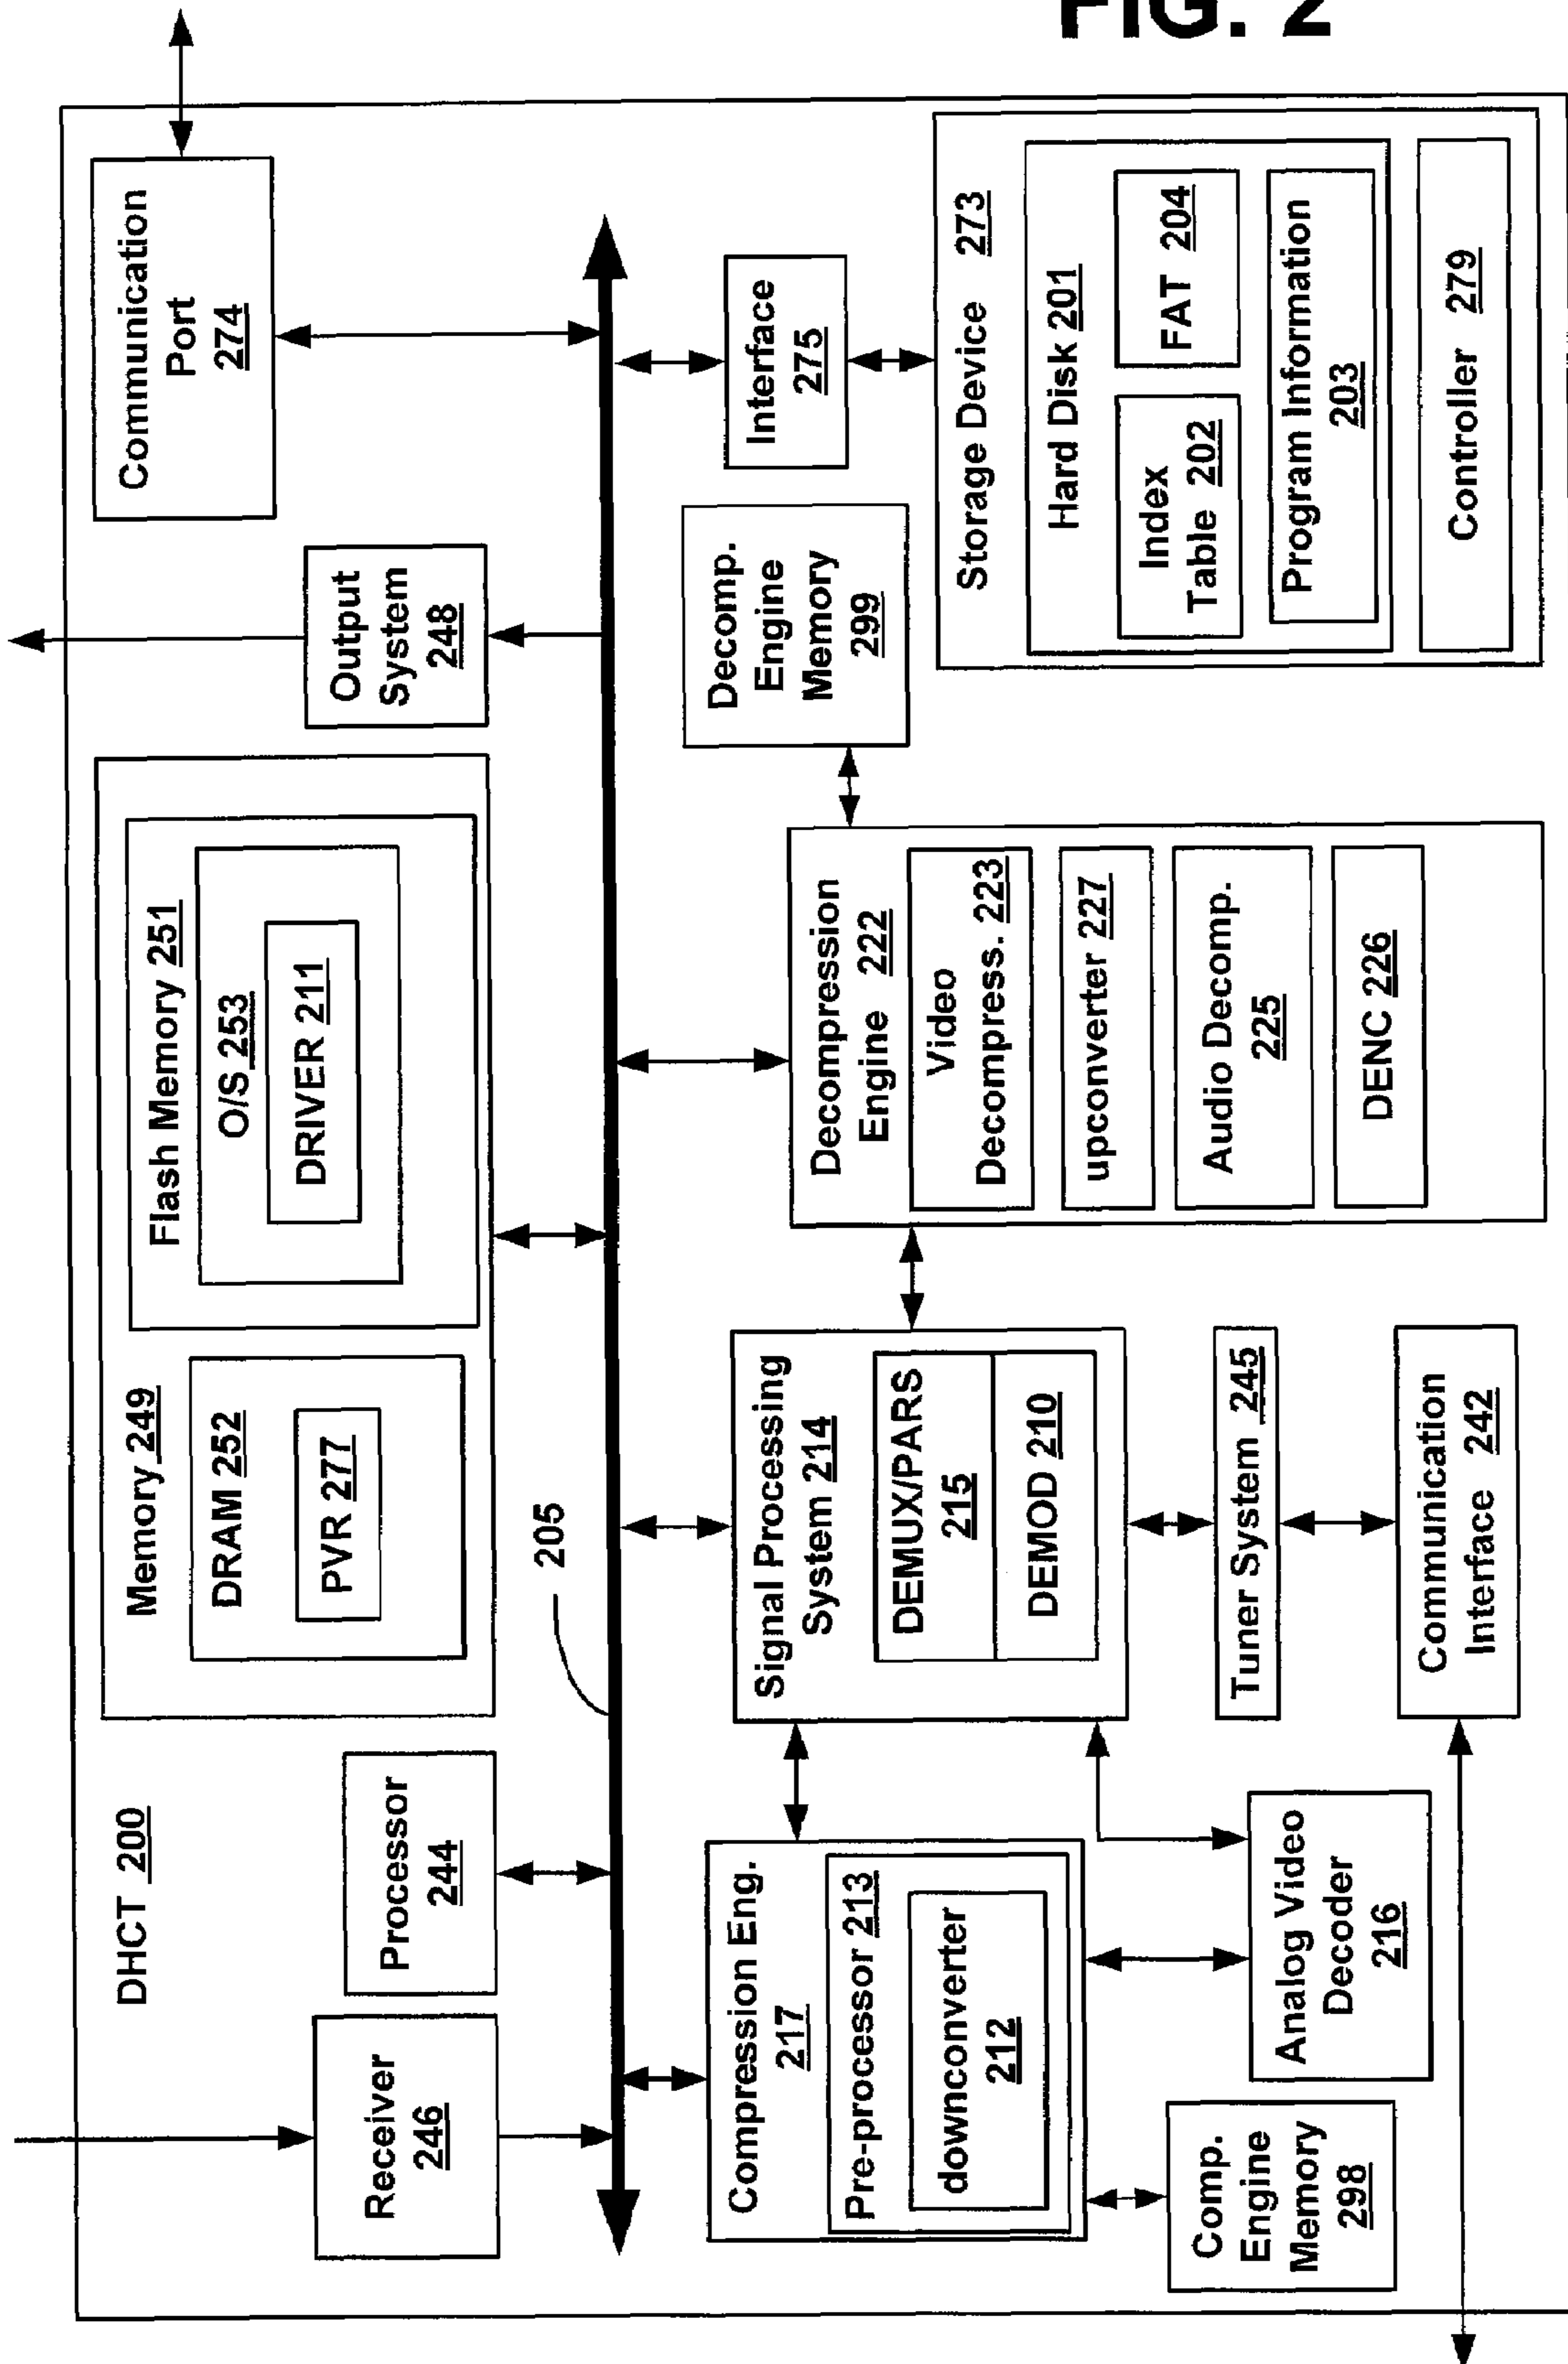 FIG. 2
DHCT 200
Receiver
246
Processor
244
Memory 249
DRAM 252
PVR 277
Flash Memory 251
O/S 253
DRIVER 211
Output
System
248
Communication
Port
274
205
Compression Eng.
217
Pre-processor 213
downconverter
212
Comp.
Engine
Memory
298
Analog Video
Decoder
216
Signal Processing
System 214
DEMUX/PARS
215
DEMOD 210
Tuner System 245
Communication
Interface 242
Decompression
Engine 222
Video
Decompress. 223
upconverter 227
Audio Decomp.
225
DENC 226
Decomp.
Engine
Memory
299
Interface
275
Storage Device 273
Hard Disk 201
Index
Table 202
FAT 204
Program Information
203
Controller 279